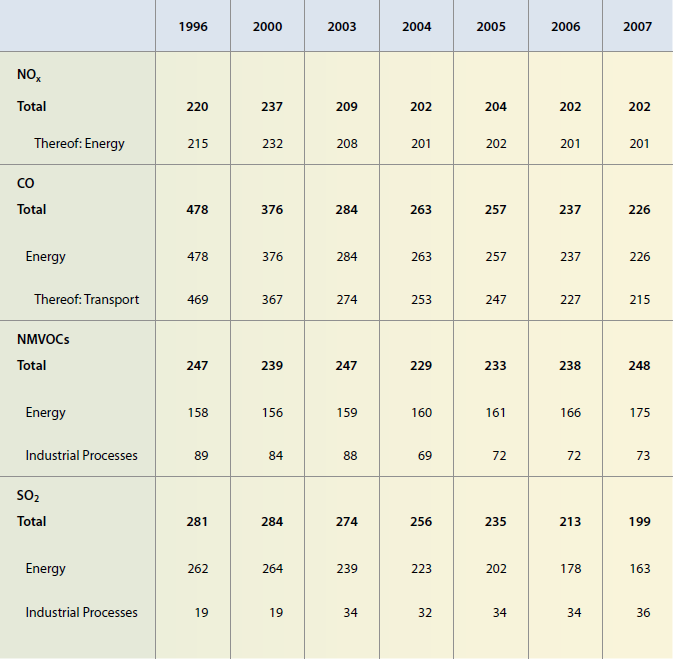 1996 2000 2003 2004 2005 2006 2007
NOx
Total 220 237 209 202 204 202 202
Thereof: Energy 215 232 208 201 202 201 201
CO
Total 478 376 284 263 257 237 226
Energy 478 376 284 263 257 237 226
Thereof: Transport 469 367 274 253 247 227 215
NMVOCs
Total 247 239 247 229 233 238 248
Energy 158 156 159 160 161 166 175
Industrial Processes 89 84 88 69 72 72 73
SO2
Total 281 284 274 256 235 213 199
Energy 262 264 239 223 202 178 163
Industrial Processes 19 19 34 32 34 34 36